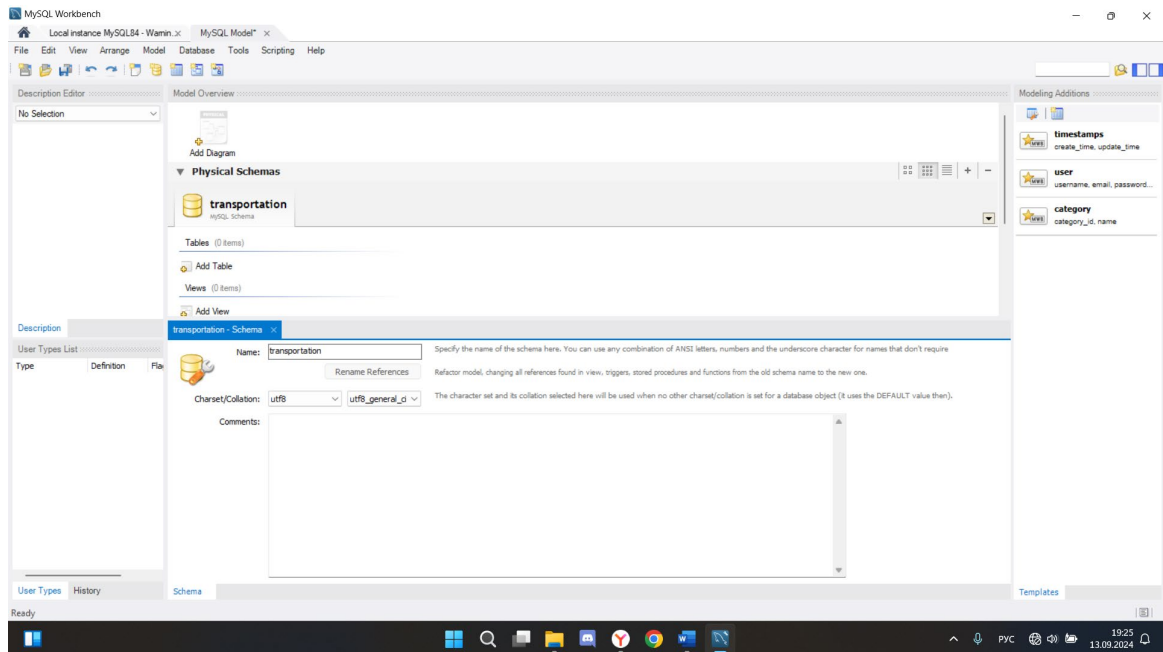 MySQL Workbench
Local instance MySQL84 - Warnin...
MySQL Model*
File Edit View Arrange Model Database Tools Scripting Help
Description Editor
No Selection
Description
User Types List
Type Definition Flag
User Types History
Model Overview
Add Diagram
Physical Schemas
transportation
MySQL Schema
Tables (0 items)
Add Table
Views (0 items)
Add View
transportation - Schema
Name: transportation
Specify the name of the schema here. You can use any combination of ANSI letters, numbers and the underscore character for names that don't require
Rename References
Refactor model, changing all references found in view, triggers, stored procedures and functions from the old schema name to the new one.
Charset/Collation: utf8 utf8_general_ci
The character set and its collation selected here will be used when no other charset/collation is set for a database object (it uses the DEFAULT value then).
Comments:
Schema
Modeling Additions
timestamps
create_time, update_time
user
username, email, password...
category
category_id, name
Templates
Ready
РУС
19:25
13.09.2024